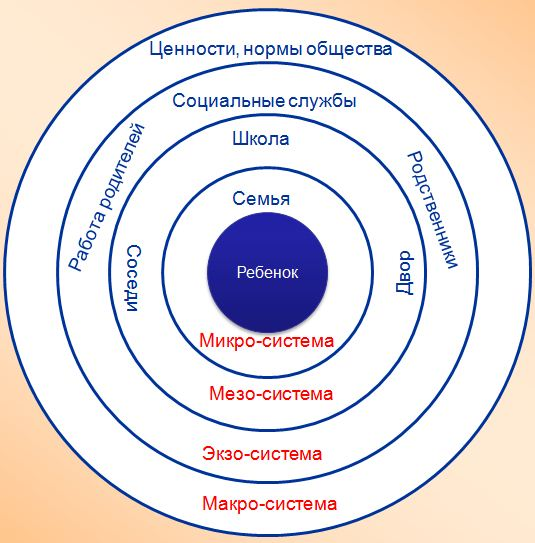 Ценности, нормы общества
Социальные службы
Работа родителей
Родственники
Школа
Соседи
Двор
Семья
Ребенок
Микро-система
Мезо-система
Экзо-система
Макро-система